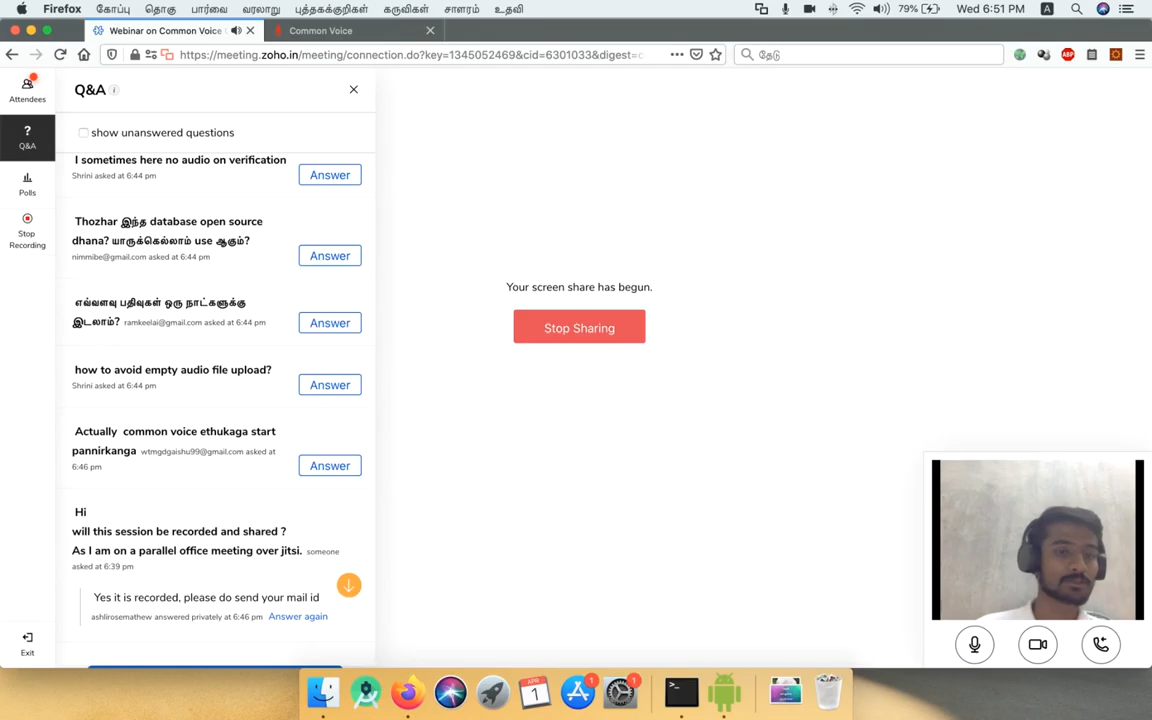 Firefox கோப்பு தொகு பார்வை வரலாறு புத்தகக்குறிகள் கருவிகள் சாளரம் உதவி 79% Wed 6:51 PM A
Webinar on Common Voice Common Voice
https://meeting.zoho.in/meeting/connection.do?key=1345052469&cid=6301033&digest=c ••• தேடு ABP
Attendees
Q&A
? Q&A
Polls
Stop
Recording
Exit
show unanswered questions
I sometimes here no audio on verification
Shrini asked at 6:44 pm
Answer
Thozhar இந்த database open source
dhana? யாருக்கெல்லாம் use ஆகும்?
nimmibe@gmail.com asked at 6:44 pm
Answer
எவ்வளவு பதிவுகள் ஒரு நாட்களுக்கு
இடலாம்? ramkeelai@gmail.com asked at 6:44 pm
Answer
how to avoid empty audio file upload?
Shrini asked at 6:44 pm
Answer
Actually common voice ethukaga start
pannirkanga wtmgdgaishu99@gmail.com asked at
6:46 pm
Answer
Hi
will this session be recorded and shared ?
As I am on a parallel office meeting over jitsi. someone
asked at 6:39 pm
Yes it is recorded, please do send your mail id
ashlirosemathew answered privately at 6:46 pm Answer again
Your screen share has begun.
Stop Sharing
APR
1
1
1